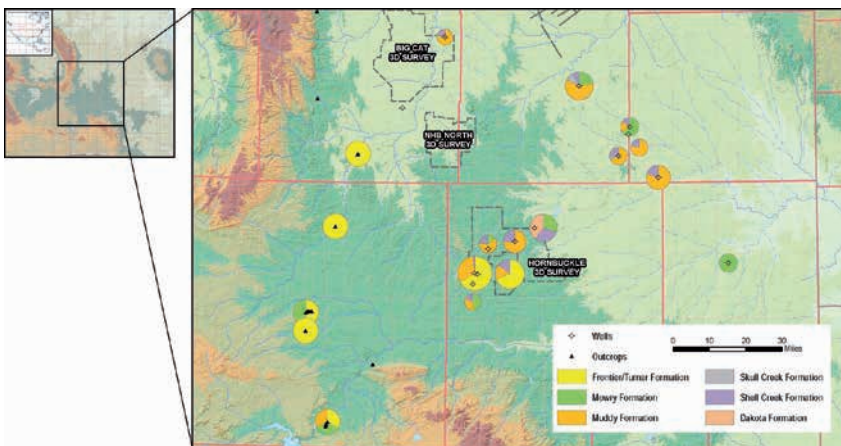 BIG CAT
3D SURVEY
NHB NORTH
3D SURVEY
HORNBUCKLE
3D SURVEY
Wells
Outcrops
0 10 20 30
Miles
Frontier/Turner Formation
Mowry Formation
Muddy Formation
Skull Creek Formation
Shell Creek Formation
Dakota Formation